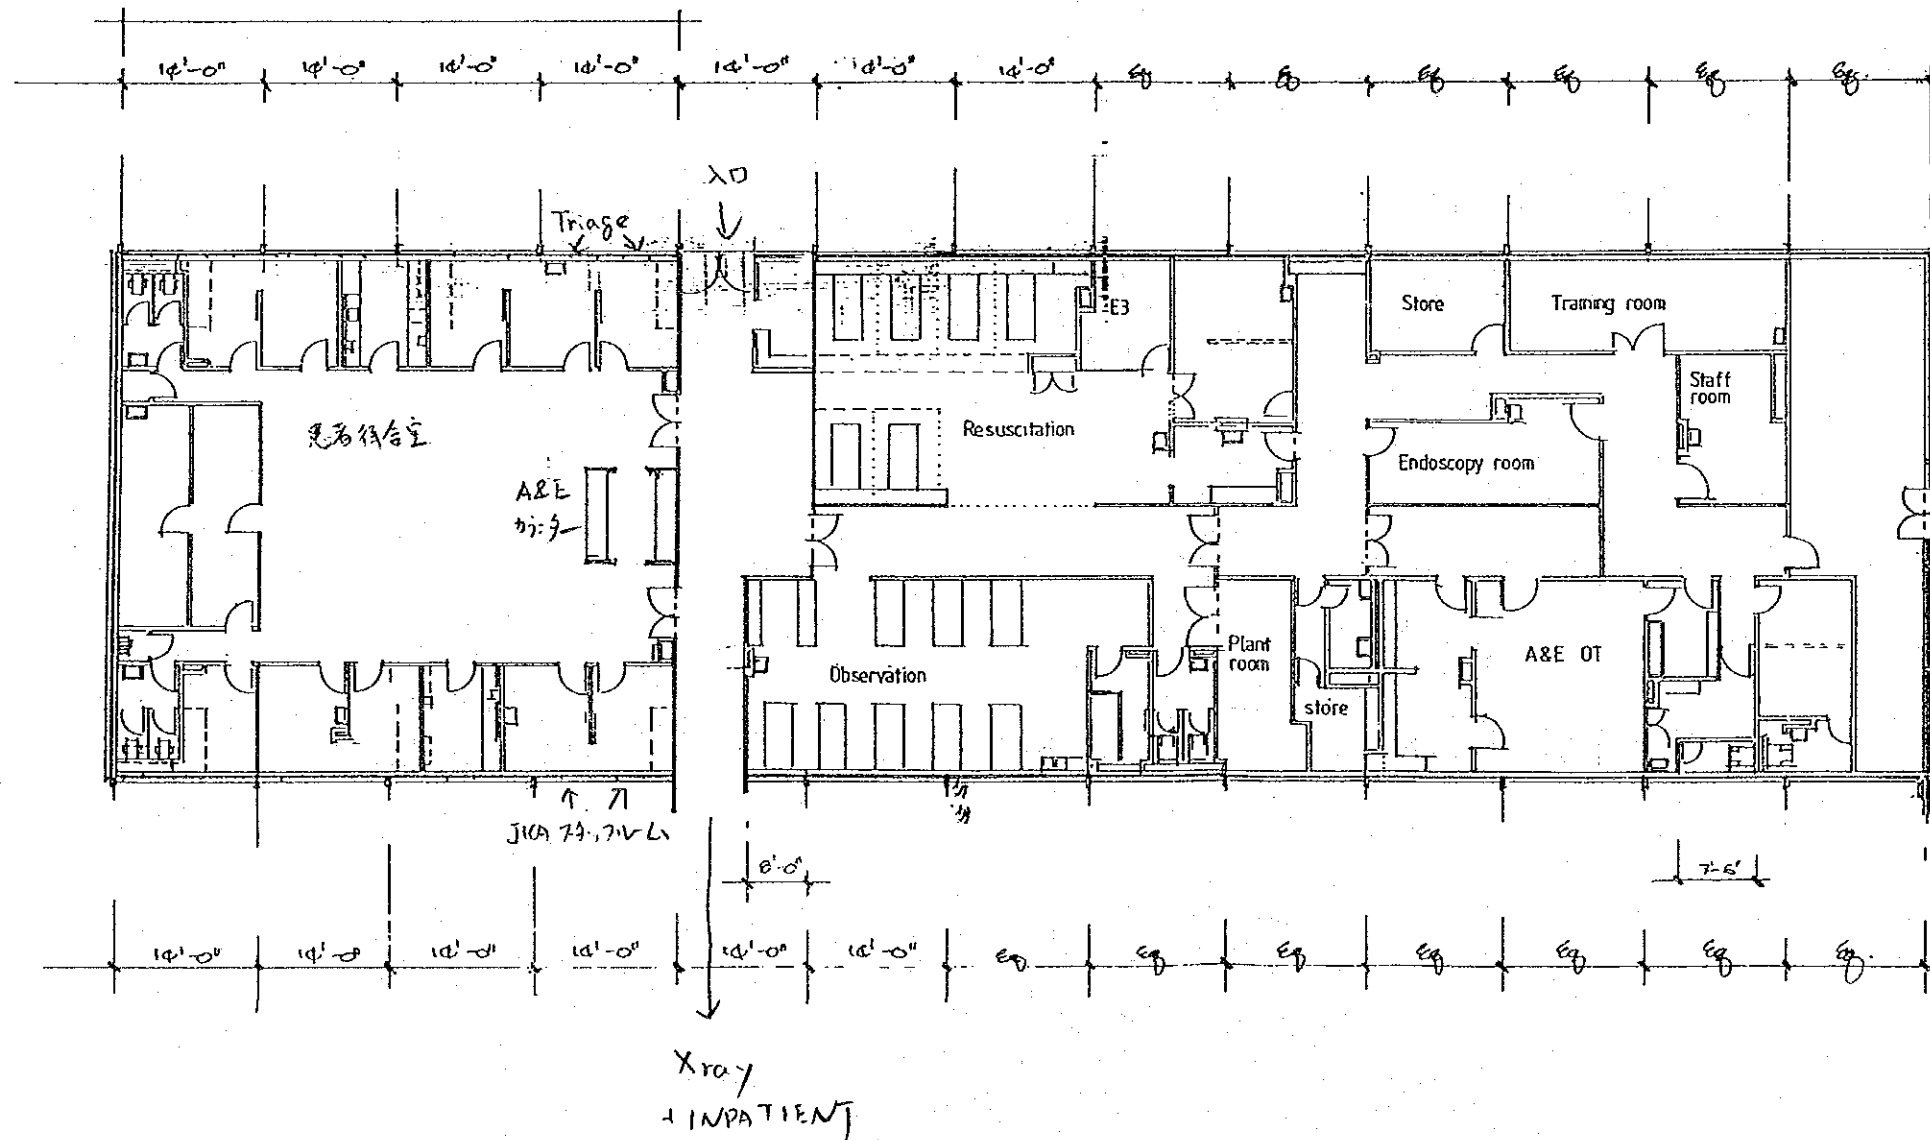 14'-0" 14'-0" 14'-0" 14'-0" 14'-0" 14'-0" 14'-0" Eq Eq Eq Eq Eq Eq.
入口
Triage
E3
Store
Training room
Staff
room
患者待合室
Resuscitation
Endoscopy room
A&E
カウンター
Observation
Plant
room
store
A&E OT
JICA スタッフルーム
8'-0"
7'-6"
14'-0" 14'-0" 14'-0" 14'-0" 14'-0" 14'-0" Eq Eq Eq Eq Eq Eq Eq.
Xray
+ INPATIENT